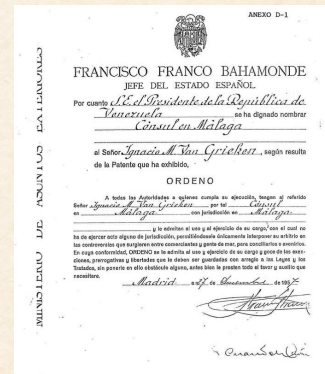 ANEXO D-1
MINISTERIO DE ASUNTOS EXTERIORES
FRANCISCO FRANCO BAHAMONDE
JEFE DEL ESTADO ESPAÑOL
Por cuanto S.E. el Presidente de la República de
Venezuela se ha dignado nombrar
Cónsul en Málaga
al Señor Ignacio M. Van Grieken, según resulta
de la Patente que ha exhibido,
ORDENO
A todas las Autoridades a quienes cumpla su ejecución, tengan al referido
Señor Ignacio M. Van Grieken por tal Cónsul
en Málaga con jurisdicción en Málaga
y le admitan al uso y al ejercicio de su cargo, con el cual no
ha de ejercer acto alguno de jurisdicción, permitiéndosele únicamente interponer su arbitrio en
las controversias que surgieren entre comerciantes y gente de mar, para conciliarlos o avenirlos.
En cuya conformidad, ORDENO se le admita al uso y ejercicio de su cargo y goce de las exen-
ciones, prerrogativas y libertades que le deben ser guardadas con arreglo a las Leyes y los
Tratados, sin ponerle en ello obstáculo alguno, antes bien le presten todo el favor y auxilio que
necesitare.
Madrid a 27 de de 1957